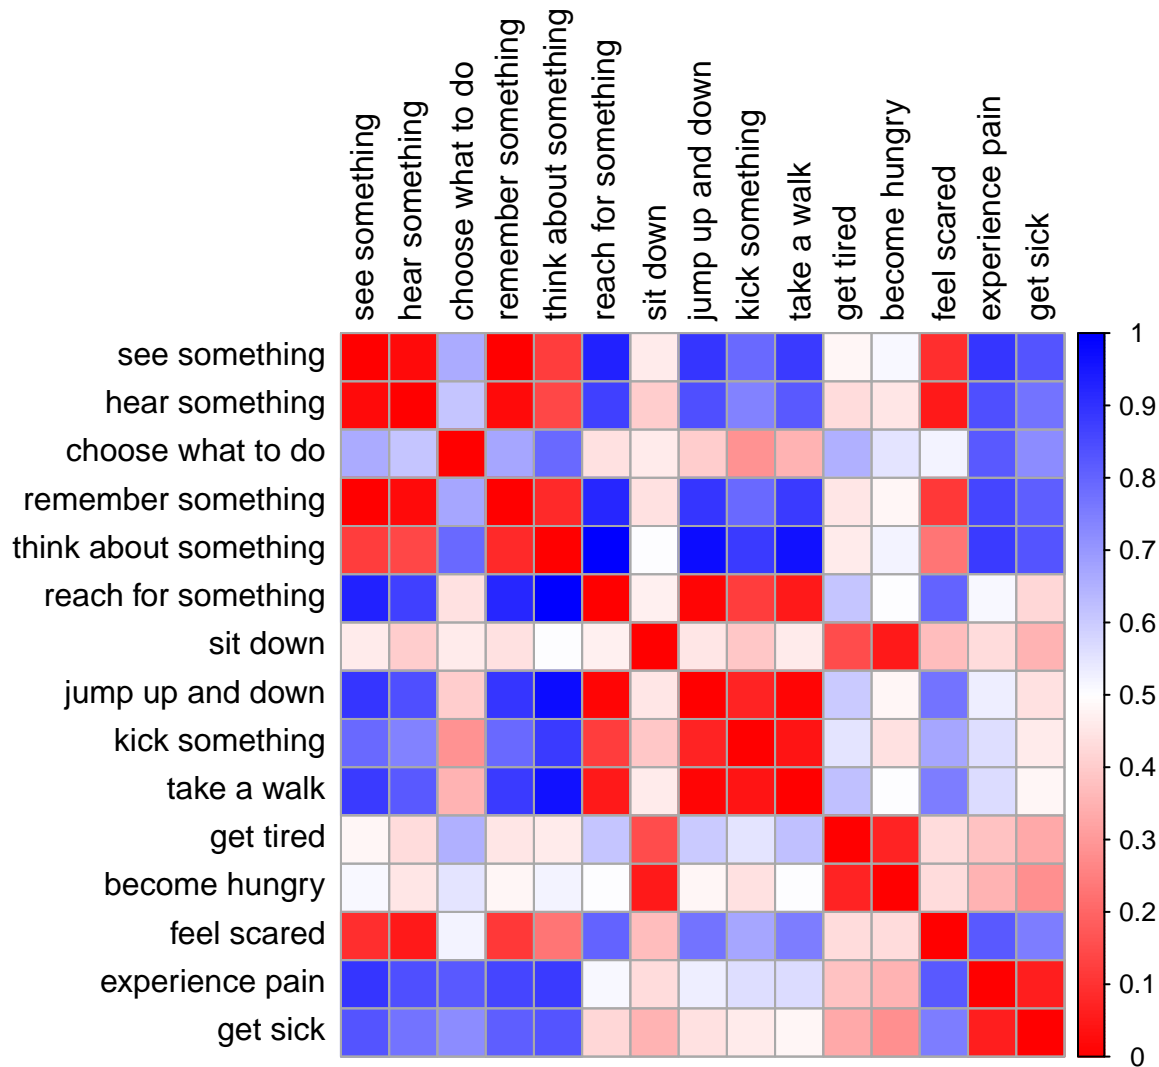 see something
hear something
choose what to do
remember something
think about something
reach for something
sit down
jump up and down
kick something
take a walk
get tired
become hungry
feel scared
experience pain
get sick
see something
hear something
choose what to do
remember something
think about something
reach for something
sit down
jump up and down
kick something
take a walk
get tired
become hungry
feel scared
experience pain
get sick
1
0.9
0.8
0.7
0.6
0.5
0.4
0.3
0.2
0.1
0